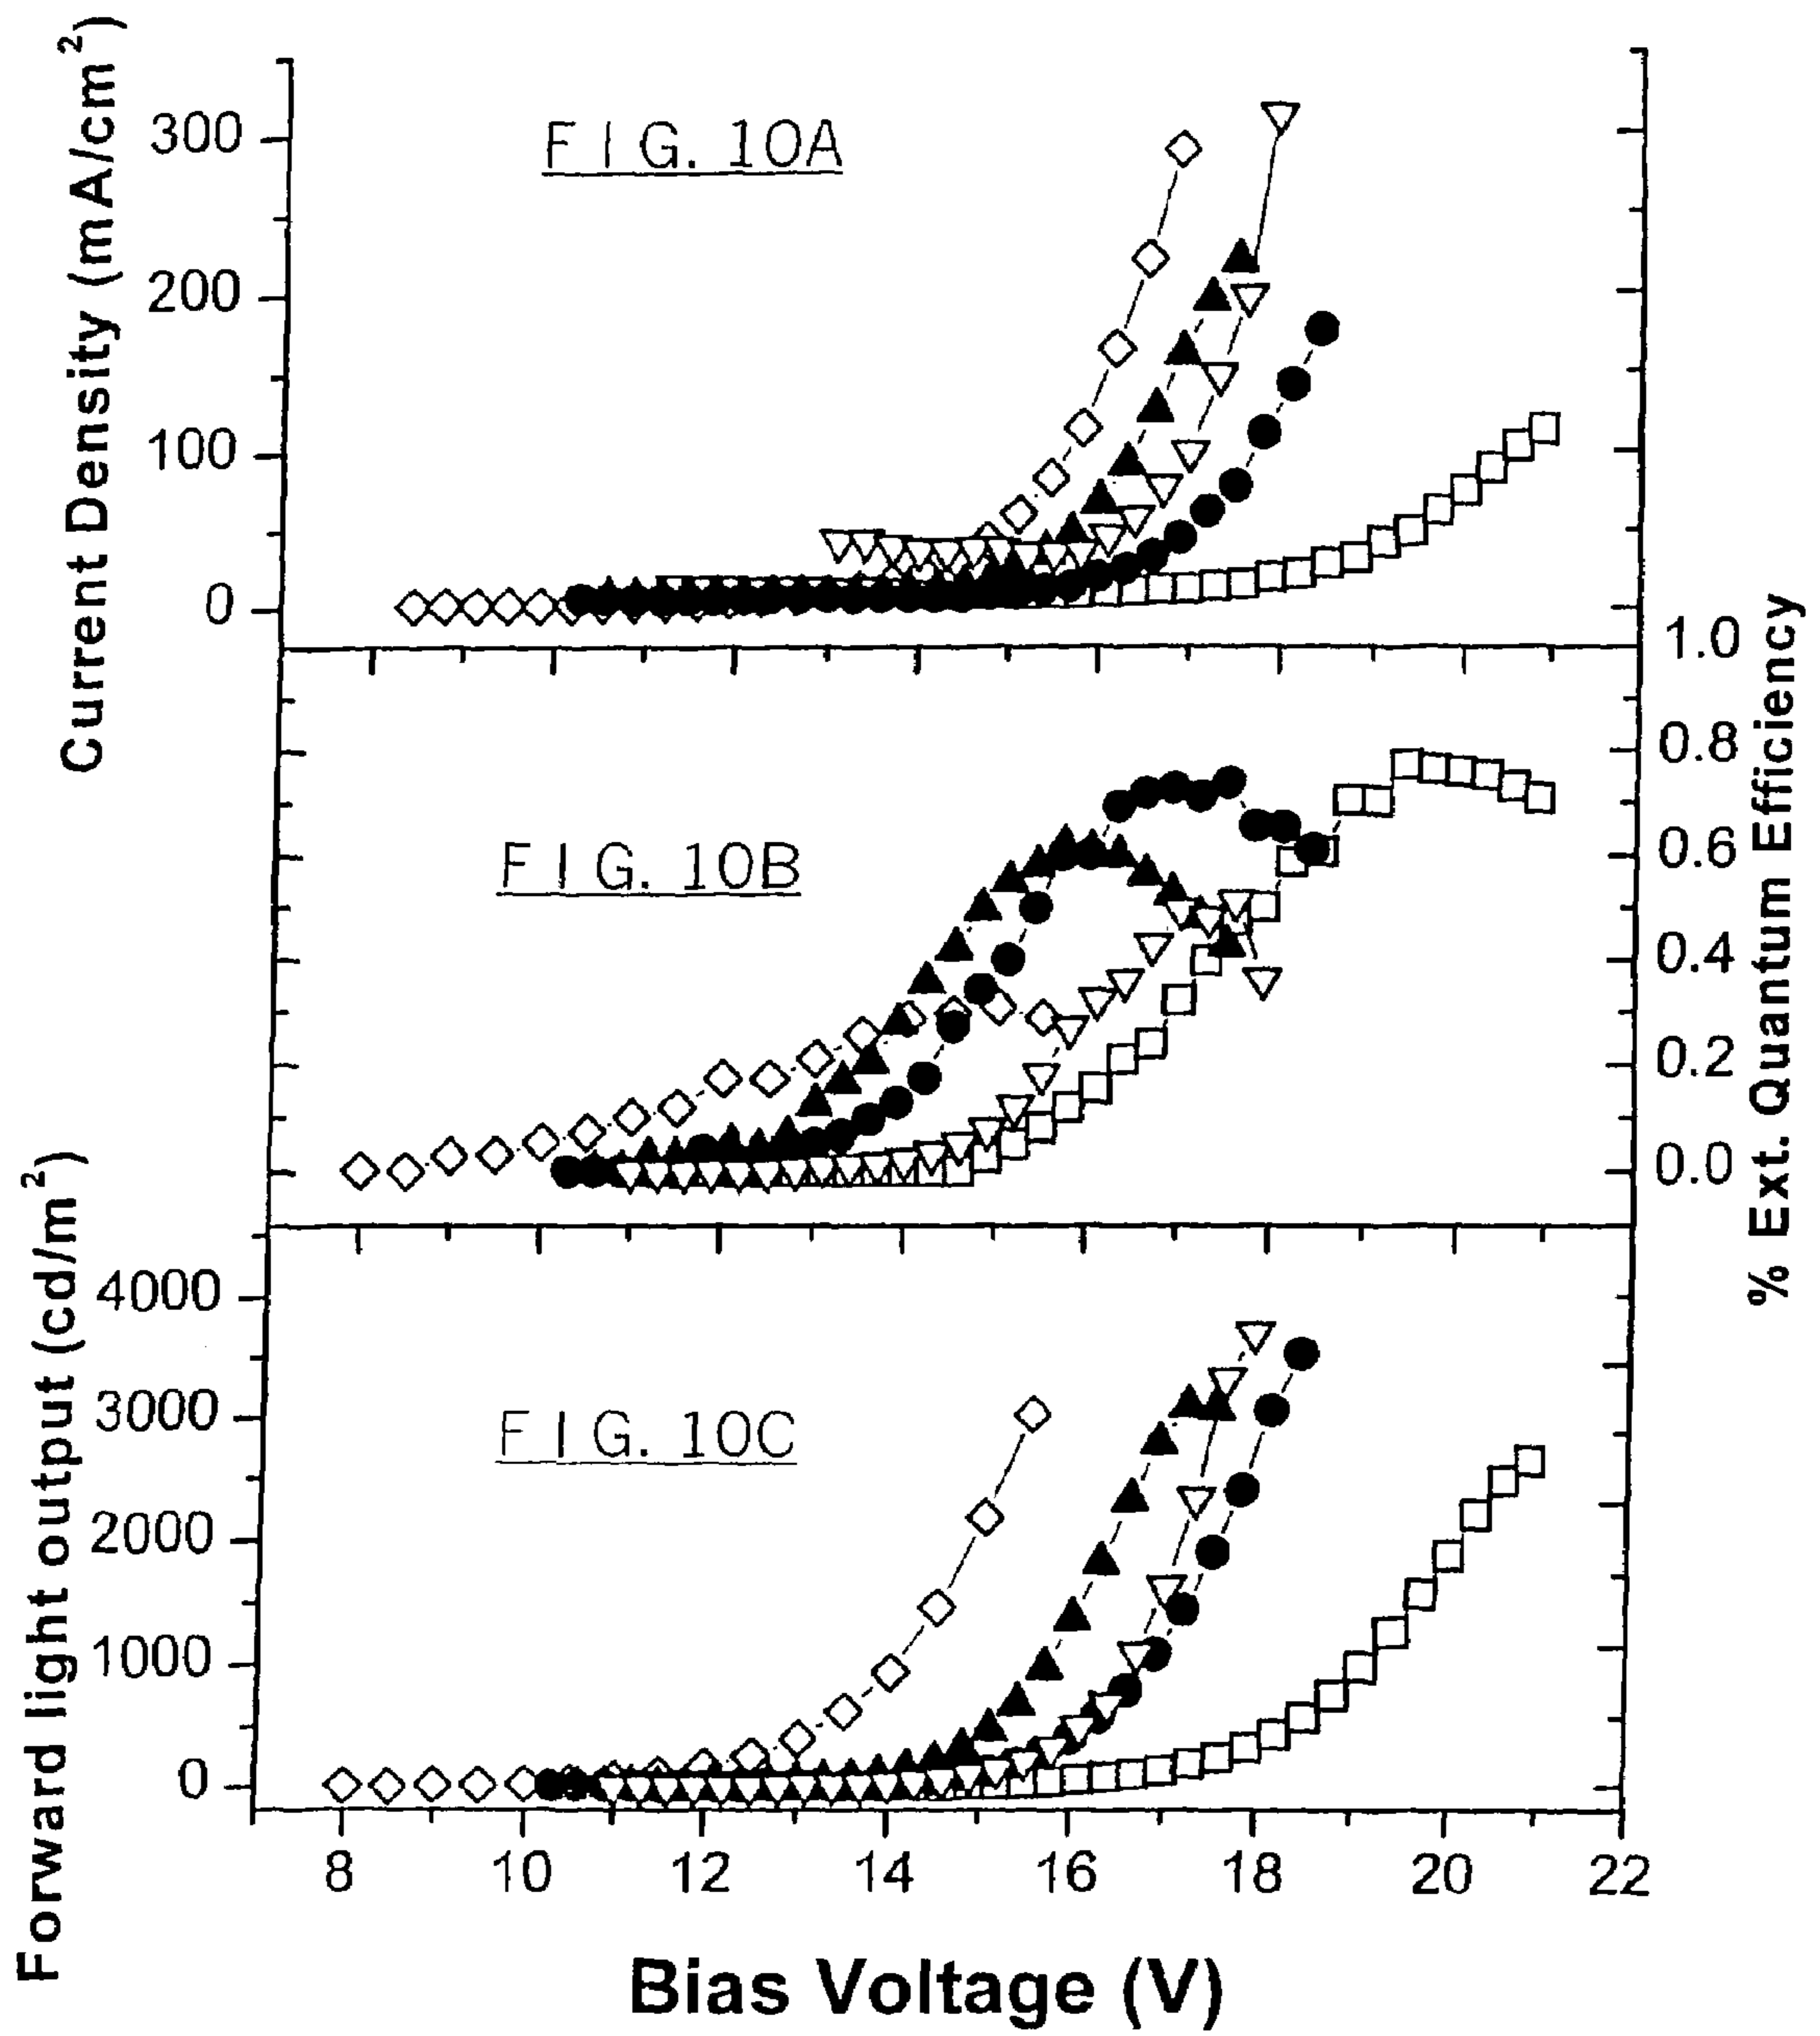 Current Density (mA/cm²)
300
200
100
0
FIG. 10A
1.0
0.8
0.6
0.4
0.2
0.0
% Ext. Quantum Efficiency
FIG. 10B
Forward light output (cd/m²)
4000
3000
2000
1000
0
FIG. 10C
8 10 12 14 16 18 20 22
Bias Voltage (V)